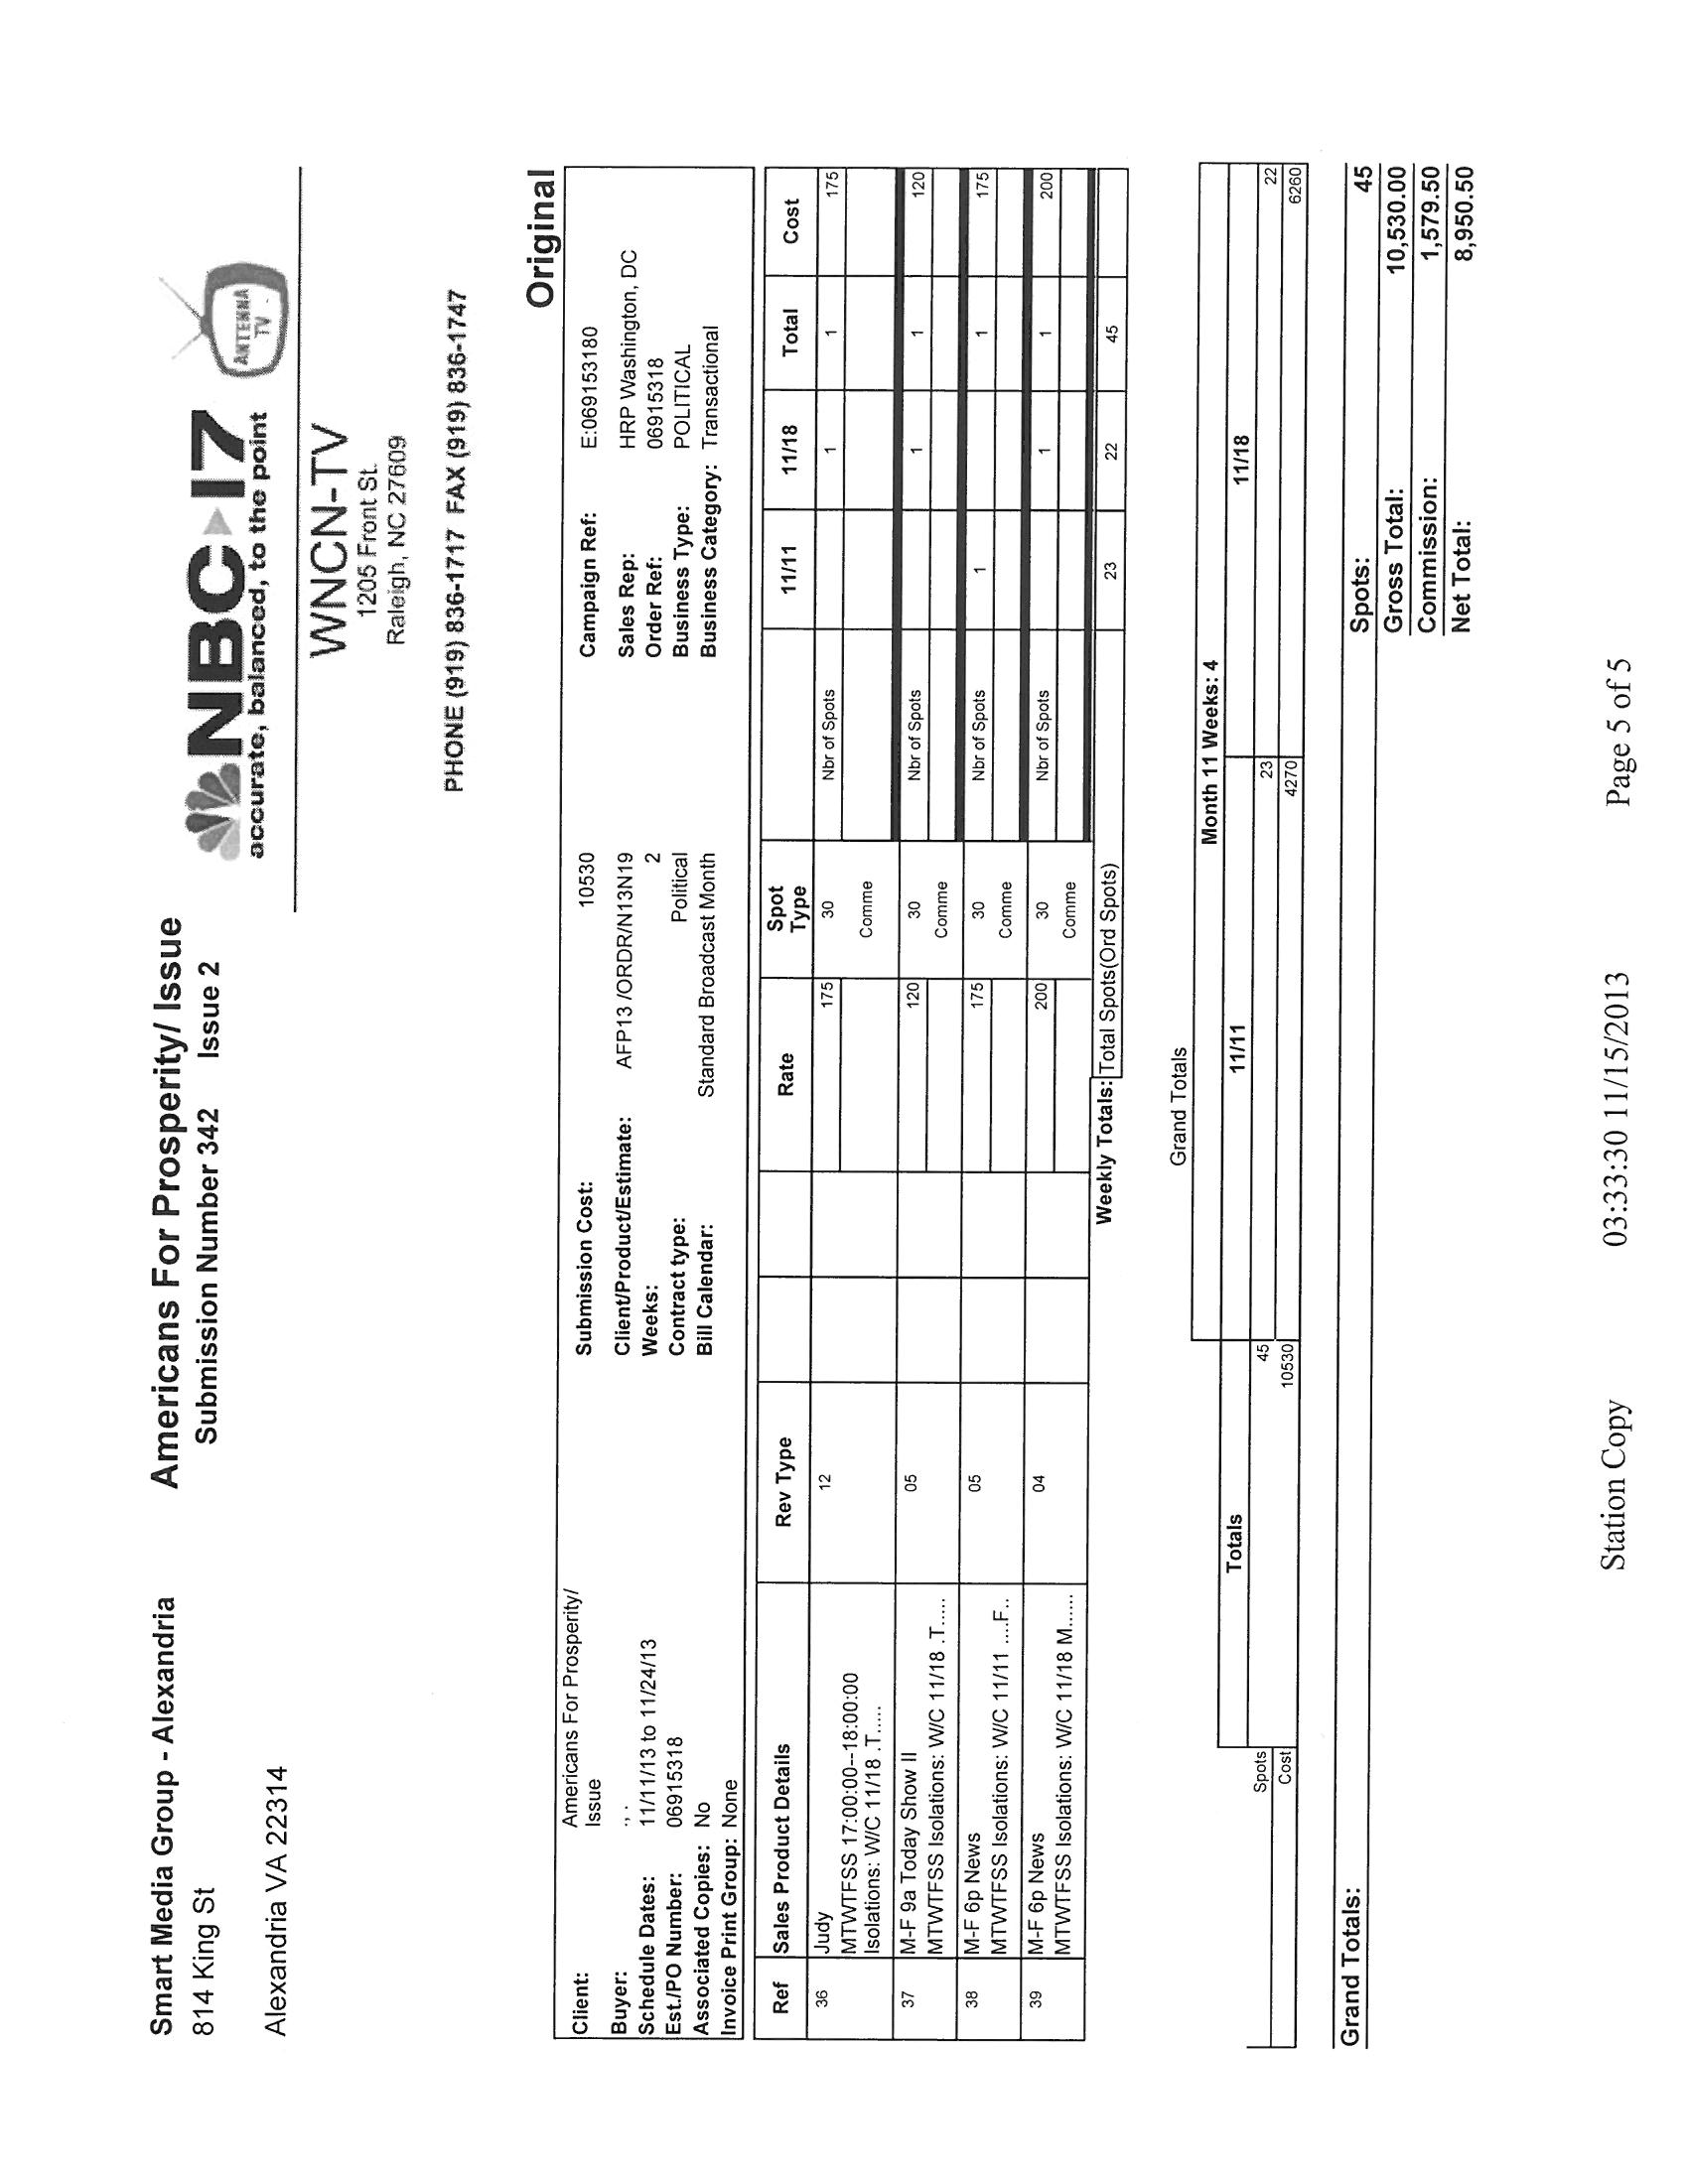 Smart Media Group - Alexandria
814 King St
Alexandria VA 22314
Americans For Prosperity/ Issue
Submission Number 342 Issue 2
NBC 17
accurate, balanced, to the point
ANTENNA TV
WNCN-TV
1205 Front St.
Raleigh, NC 27609
PHONE (919) 836-1717 FAX (919) 836-1747
Original
Client: Americans For Prosperity/ Submission Cost: 10530 Campaign Ref: E:069153180
Issue
Buyer: , . Client/Product/Estimate: AFP13 /ORDR/N13N19 Sales Rep: HRP Washington, DC
Schedule Dates: 11/11/13 to 11/24/13 Weeks: 2 Order Ref: 06915318
Est./PO Number: 06915318 Contract type: Political Business Type: POLITICAL
Associated Copies: No Bill Calendar: Standard Broadcast Month Business Category: Transactional
Invoice Print Group: None
Ref Sales Product Details Rev Type Rate Spot Type 11/11 11/18 Total Cost
36 Judy 12 175 30 Nbr of Spots 1 1 175
MTWTFSS 17:00:00--18:00:00
Isolations: W/C 11/18 .T..... Comme
37 M-F 9a Today Show II 05 120 30 Nbr of Spots 1 1 120
MTWTFSS Isolations: W/C 11/18 .T..... Comme
38 M-F 6p News 05 175 30 Nbr of Spots 1 1 175
MTWTFSS Isolations: W/C 11/11 ....F.. Comme
39 M-F 6p News 04 200 30 Nbr of Spots 1 1 200
MTWTFSS Isolations: W/C 11/18 M...... Comme
Weekly Totals: Total Spots(Ord Spots) 23 22 45
Grand Totals
Month 11 Weeks: 4
Totals 11/11 11/18
Spots 45 23 22
Cost 10530 4270 6260
Grand Totals: Spots: 45
Gross Total: 10,530.00
Commission: 1,579.50
Net Total: 8,950.50
Station Copy 03:33:30 11/15/2013 Page 5 of 5